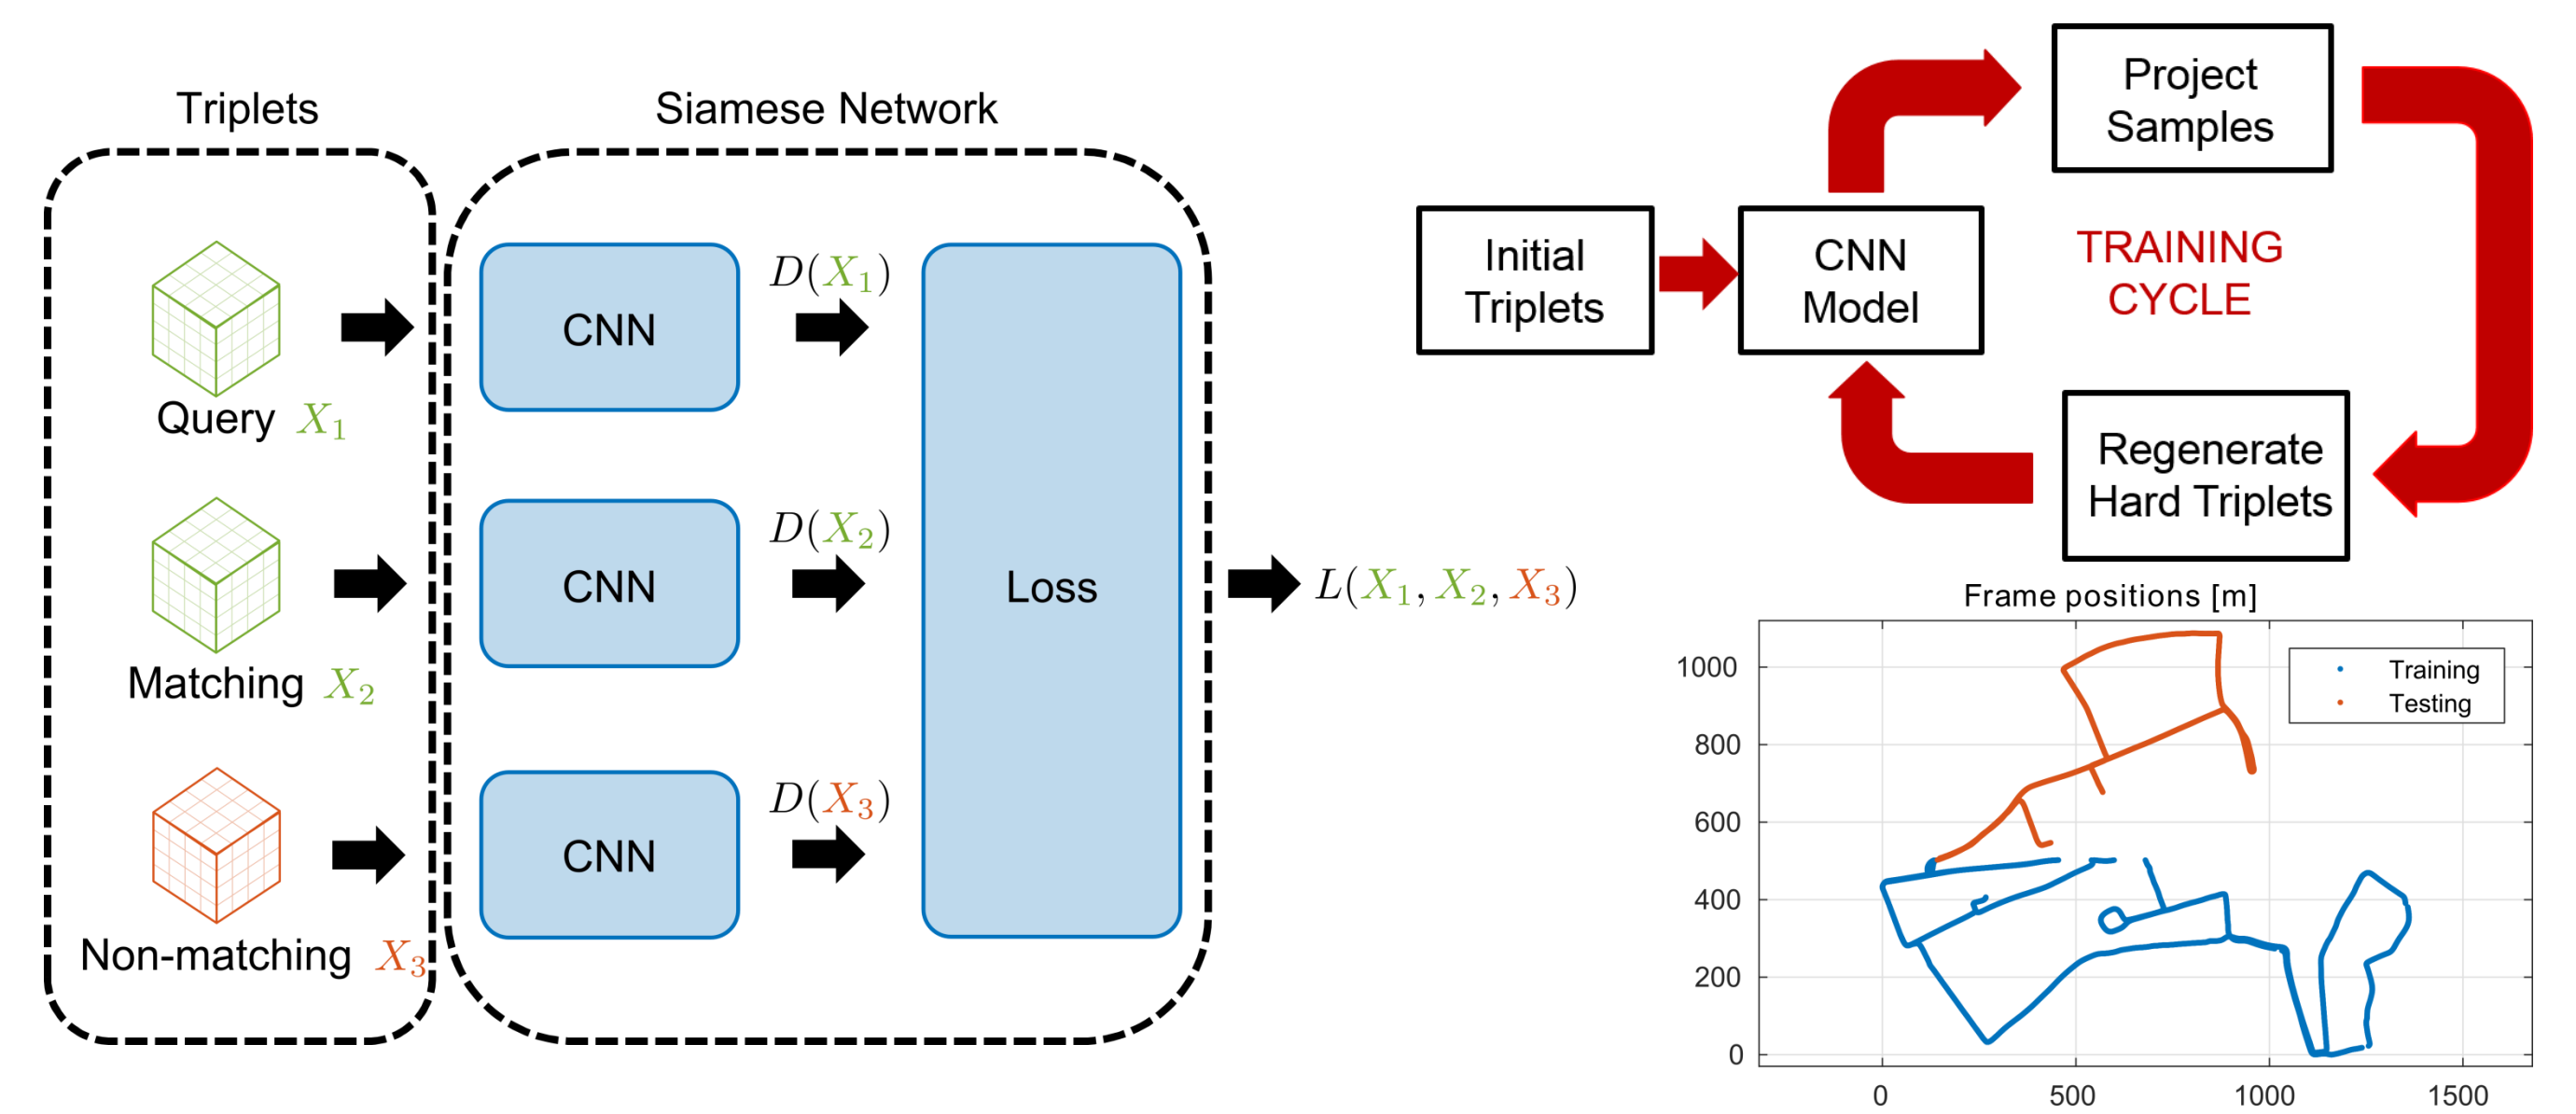 Triplets
Siamese Network
Query X₁
CNN
D(X₁)
Matching X₂
CNN
D(X₂)
Non-matching X₃
CNN
D(X₃)
Loss
L(X₁, X₂, X₃)
Initial
Triplets
CNN
Model
Project
Samples
TRAINING
CYCLE
Regenerate
Hard Triplets
Frame positions [m]
Training
Testing
1000
800
600
400
200
0
0 500 1000 1500